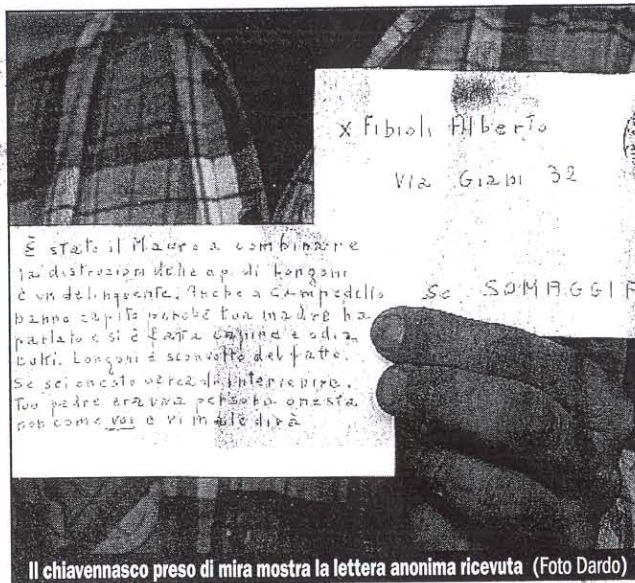 È stato il Mauro a combinare
la distruzioni delle api di Longoni
è un delinquente. Anche a Campedello
hanno capito perché tua madre ha
parlato e si è fatta capire e odia
tutti. Longoni è sconvolto del fatto.
Se sei onesto cerca di intervenire.
Tuo padre era una persona onesta
non come voi e vi maledirà
X Fibioli Alberto
Via Giani 32
So SOMAGGIA
Il chiavennasco preso di mira mostra la lettera anonima ricevuta (Foto Dardo)